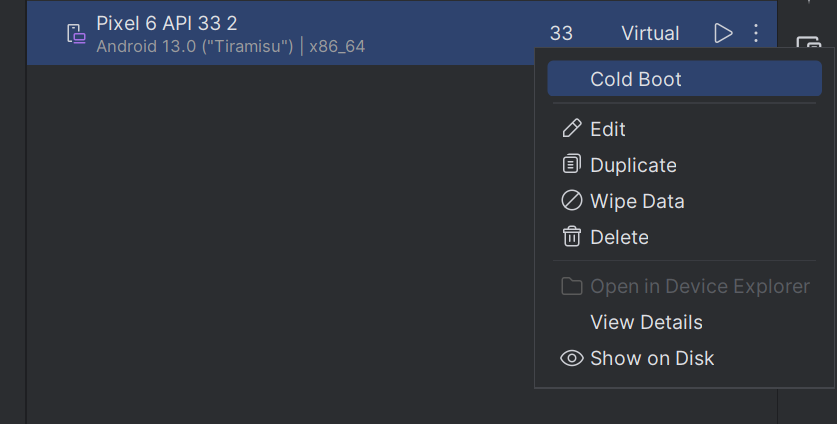 Pixel 6 API 33 2
Android 13.0 ("Tiramisu") | x86_64
33
Virtual
Cold Boot
Edit
Duplicate
Wipe Data
Delete
Open in Device Explorer
View Details
Show on Disk